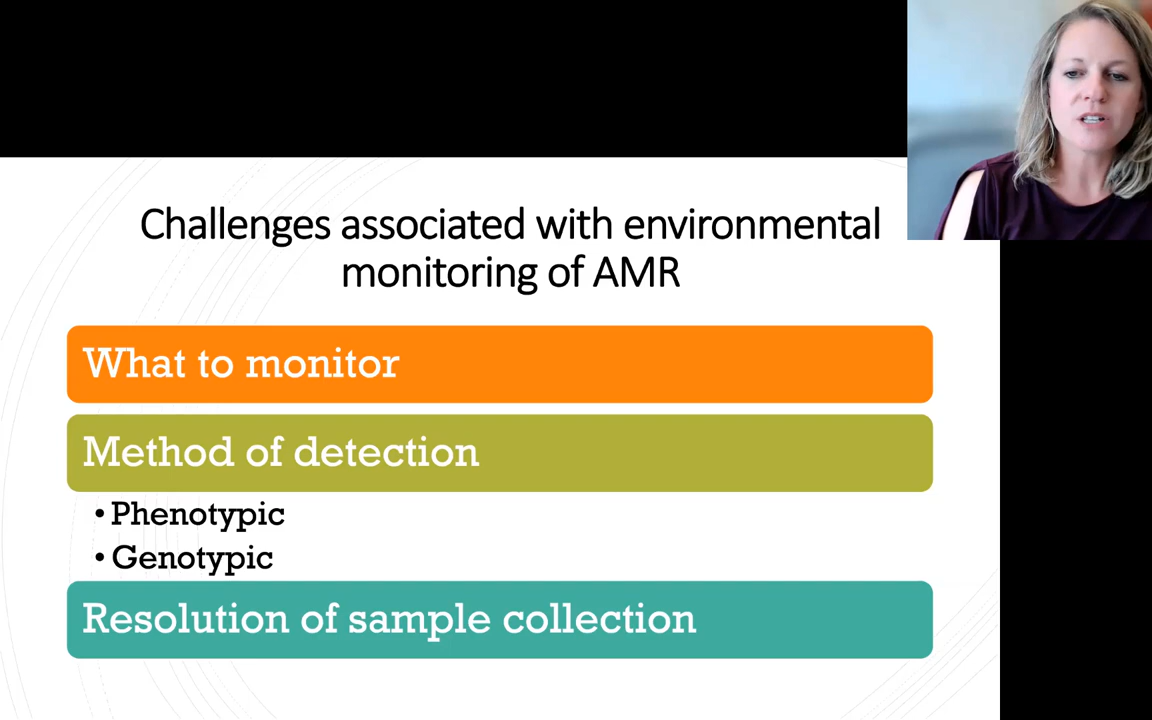 Challenges associated with environmental
monitoring of AMR
What to monitor
Method of detection
• Phenotypic
• Genotypic
Resolution of sample collection